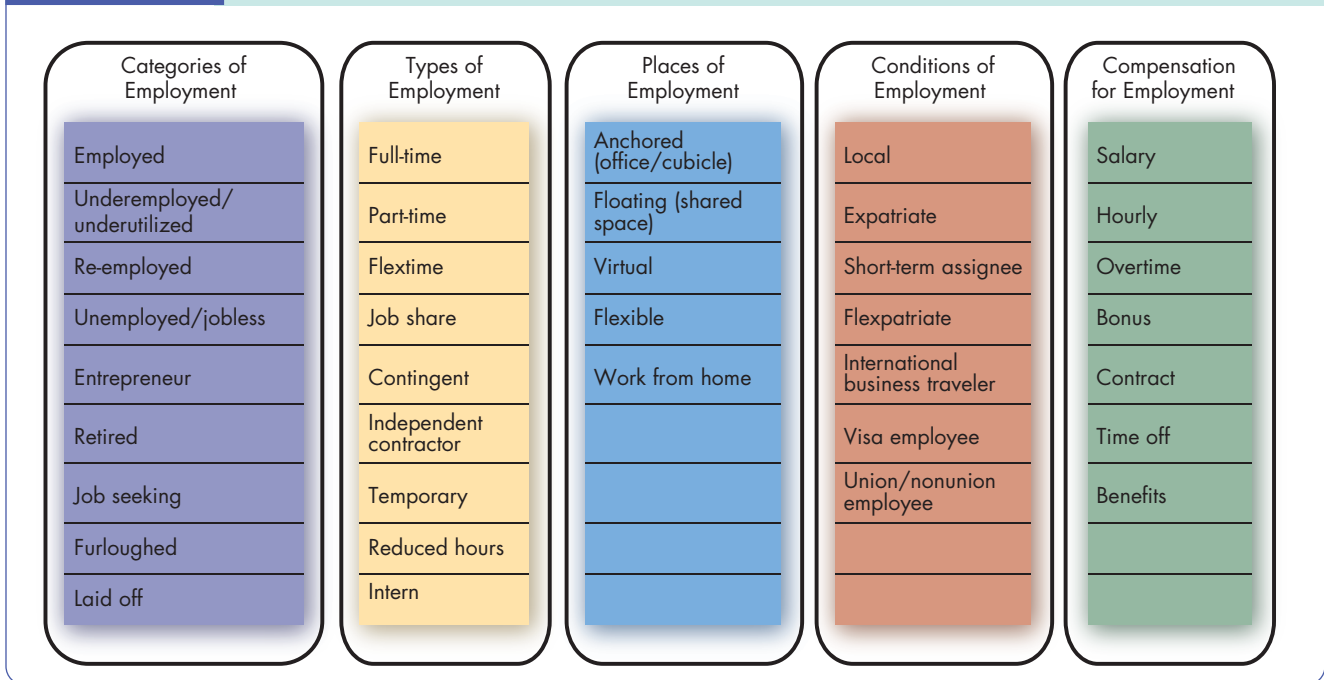 Categories of
Employment
Employed
Underemployed/
underutilized
Re-employed
Unemployed/jobless
Entrepreneur
Retired
Job seeking
Furloughed
Laid off
Types of
Employment
Full-time
Part-time
Flextime
Job share
Contingent
Independent
contractor
Temporary
Reduced hours
Intern
Places of
Employment
Anchored
(office/cubicle)
Floating (shared
space)
Virtual
Flexible
Work from home
Conditions of
Employment
Local
Expatriate
Short-term assignee
Flexpatriate
International
business traveler
Visa employee
Union/nonunion
employee
Compensation
for Employment
Salary
Hourly
Overtime
Bonus
Contract
Time off
Benefits